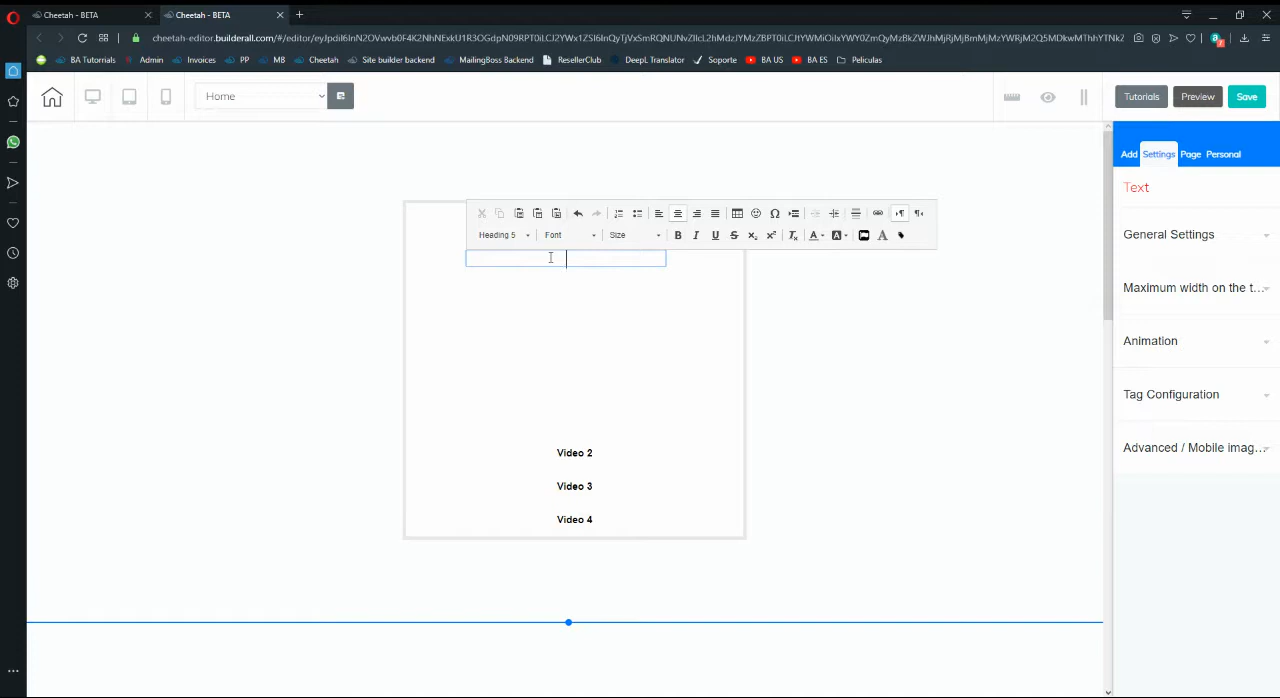 Cheetah - BETA
Cheetah - BETA
BA Tutorrials Admin Invoices PP MB Cheetah Site builder backend MailingBoss Backend ResellerClub DeepL Translator Soporte BA US BA ES Peliculas
Home
Tutorials Preview Save
Add Settings Page Personal
Text
General Settings
Maximum width on the t...
Animation
Tag Configuration
Advanced / Mobile imag...
Heading 5 Font Size
Video 2
Video 3
Video 4